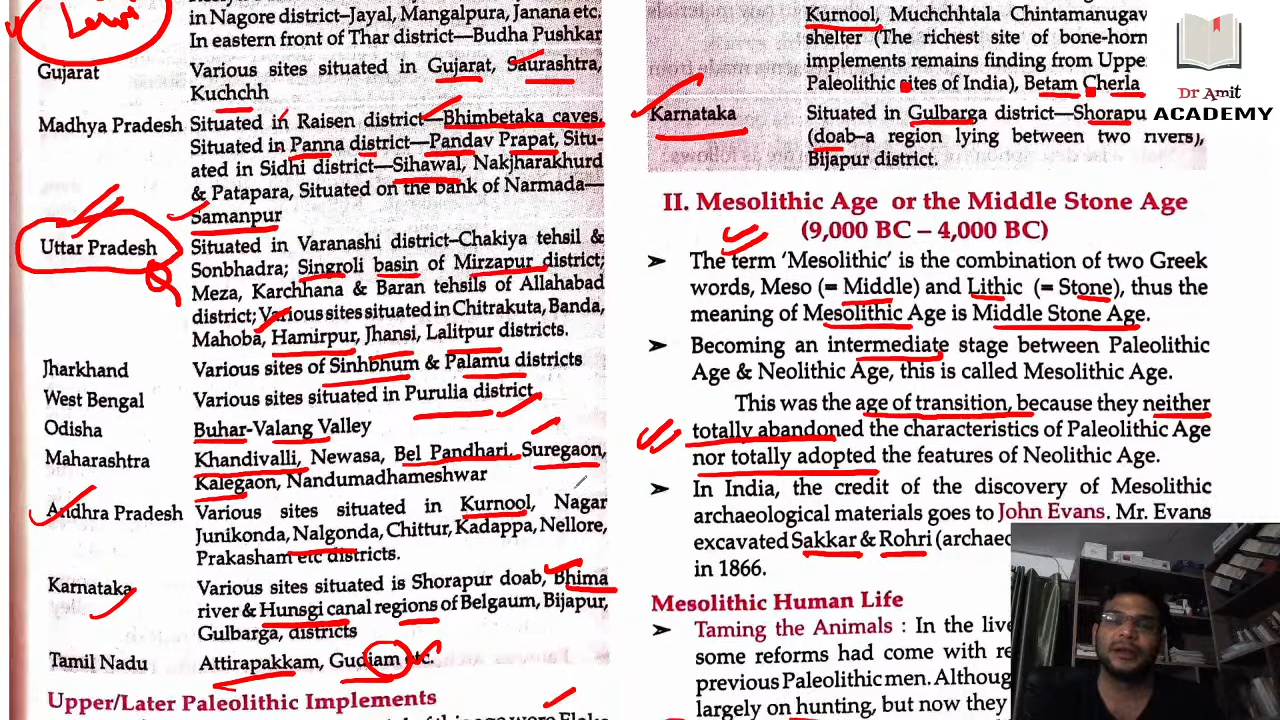 in Nagore district–Jayal, Mangalpura, Janana etc.
In eastern front of Thar district—Budha Pushkar
Gujarat Various sites situated in Gujarat, Saurashtra,
Kuchchh
Madhya Pradesh Situated in Raisen district—Bhimbetaka caves,
Situated in Panna district—Pandav Prapat, Situ-
ated in Sidhi district—Sihawal, Nakjharakhurd
& Patapara, Situated on the bank of Narmada—
Samanpur
Uttar Pradesh Situated in Varanashi district–Chakiya tehsil &
Sonbhadra; Singroli basin of Mirzapur district;
Meza, Karchhana & Baran tehsils of Allahabad
district; Various sites situated in Chitrakuta, Banda,
Mahoba, Hamirpur, Jhansi, Lalitpur districts.
Jharkhand Various sites of Sinhbhum & Palamu districts
West Bengal Various sites situated in Purulia district
Odisha Buhar-Valang Valley
Maharashtra Khandivalli, Newasa, Bel Pandhari, Suregaon,
Kalegaon, Nandumadhameshwar
Andhra Pradesh Various sites situated in Kurnool, Nagar
Junikonda, Nalgonda, Chittur, Kadappa, Nellore,
Prakasham etc districts.
Karnataka Various sites situated is Shorapur doab, Bhima
river & Hunsgi canal regions of Belgaum, Bijapur,
Gulbarga, districts
Tamil Nadu Attirapakkam, Gudiam etc.
Upper/Later Paleolithic Implements
of this age were Flake
Kurnool, Muchchhtala Chintamanugav
shelter (The richest site of bone-horn
implements remains finding from Uppe
Paleolithic sites of India), Betam Cherla
Karnataka Situated in Gulbarga district—Shorapu
(doab–a region lying between two rivers),
Bijapur district.
II. Mesolithic Age or the Middle Stone Age
(9,000 BC – 4,000 BC)
➤ The term 'Mesolithic' is the combination of two Greek
words, Meso (= Middle) and Lithic (= Stone), thus the
meaning of Mesolithic Age is Middle Stone Age.
➤ Becoming an intermediate stage between Paleolithic
Age & Neolithic Age, this is called Mesolithic Age.
This was the age of transition, because they neither
totally abandoned the characteristics of Paleolithic Age
nor totally adopted the features of Neolithic Age.
➤ In India, the credit of the discovery of Mesolithic
archaeological materials goes to John Evans. Mr. Evans
excavated Sakkar & Rohri (archaec
in 1866.
Mesolithic Human Life
➤ Taming the Animals : In the live
some reforms had come with re
previous Paleolithic men. Althoug
largely on hunting, but now they
Dr Amit
ACADEMY